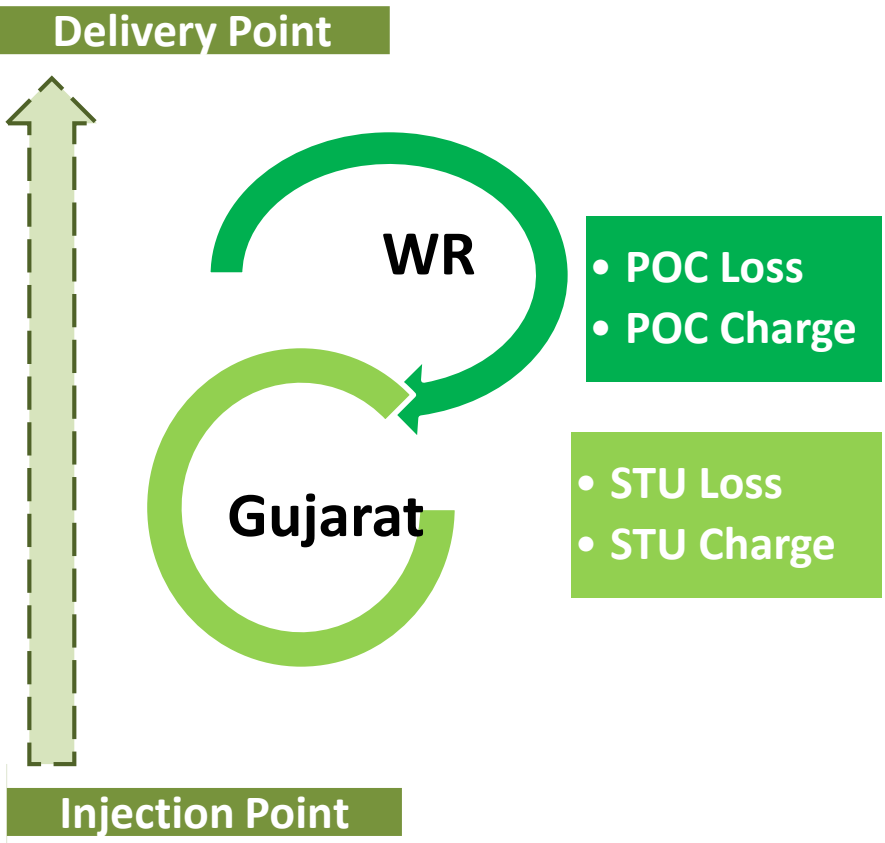 Delivery Point
WR
• POC Loss
• POC Charge
Gujarat
• STU Loss
• STU Charge
Injection Point